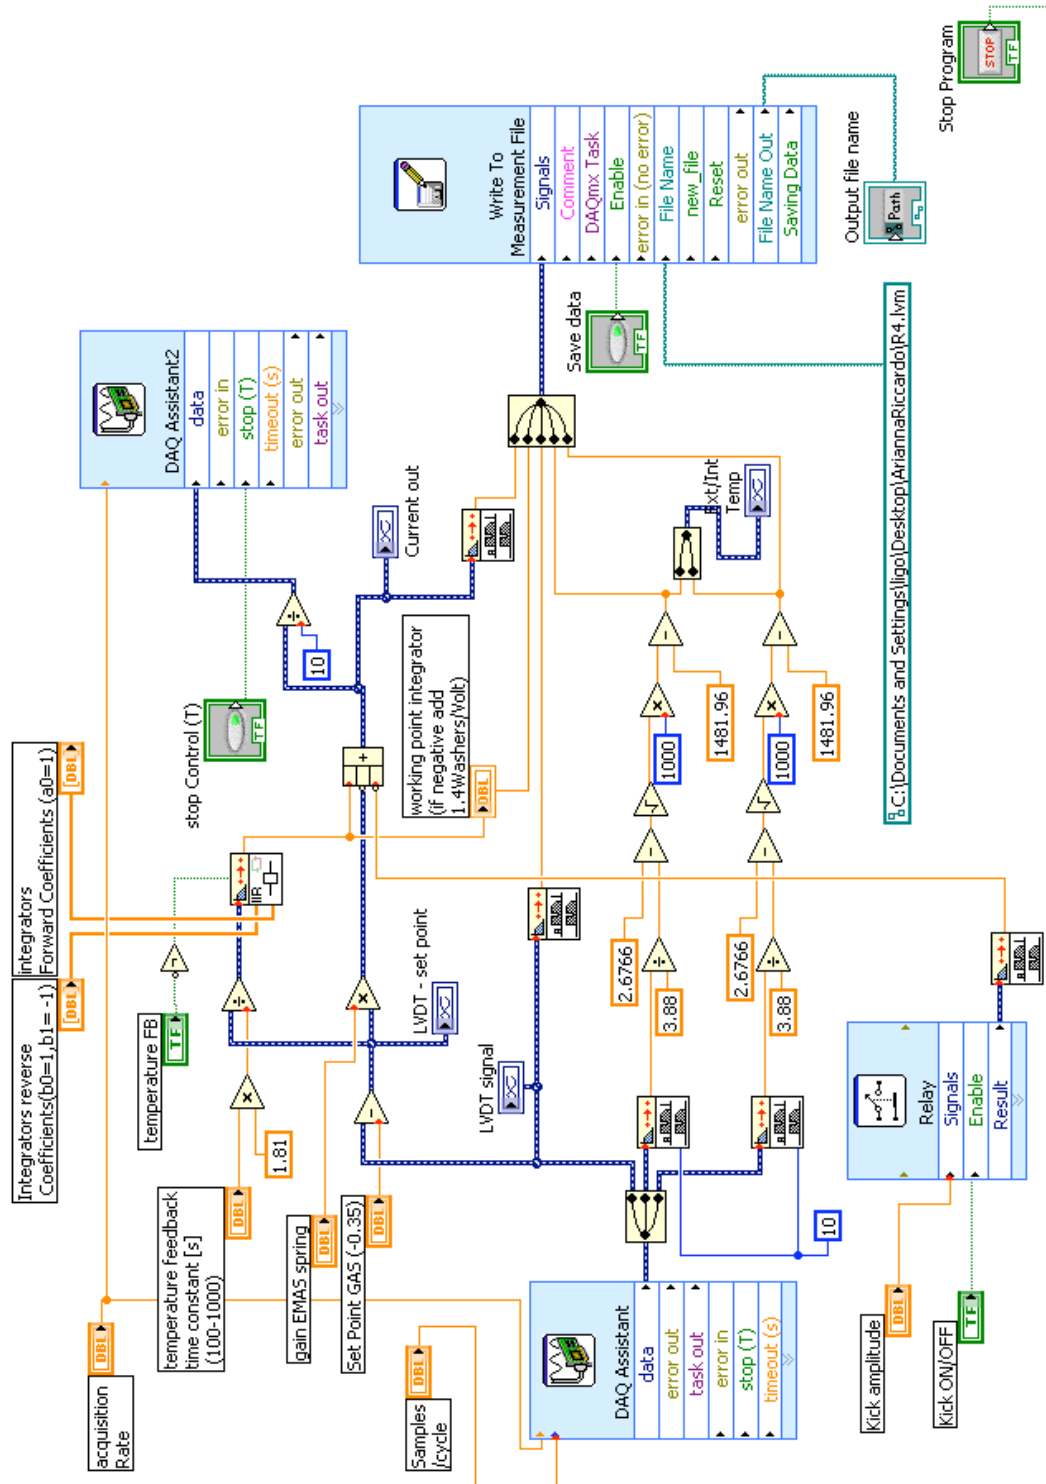 Integrators reverse
Coefficients(b0=1,b1=-1)
DBL
integrators
Forward Coefficients (a0=1)
DBL
acquisition
Rate
DBL
temperature feedback
time constant [s]
(100-1000)
DBL
1.81
temperature FB
TF
IIR
stop Control (T)
TF
10
DAQ Assistant2
data
error in
stop (T)
timeout (s)
error out
task out
gain EMAS spring
DBL
Set Point GAS (-0.35)
DBL
LVDT - set point
Current out
working point integrator
(if negative add
1.4Washers/Volt)
DBL
Samples
/cycle
DBL
DAQ Assistant
data
error out
task out
error in
stop (T)
timeout (s)
LVDT signal
10
3.88
2.6766
1000
1481.96
3.88
2.6766
1000
1481.96
Ext/Int
Temp
Save data
TF
Write To
Measurement File
Signals
Comment
DAQmx Task
Enable
error in (no error)
File Name
new_file
Reset
error out
File Name Out
Saving Data
Kick amplitude
DBL
Kick ON/OFF
TF
Relay
Signals
Enable
Result
C:\Documents and Settings\ligo\Desktop\AriannaRiccardo\R4.lvm
Output file name
Path
Stop Program
STOP
TF